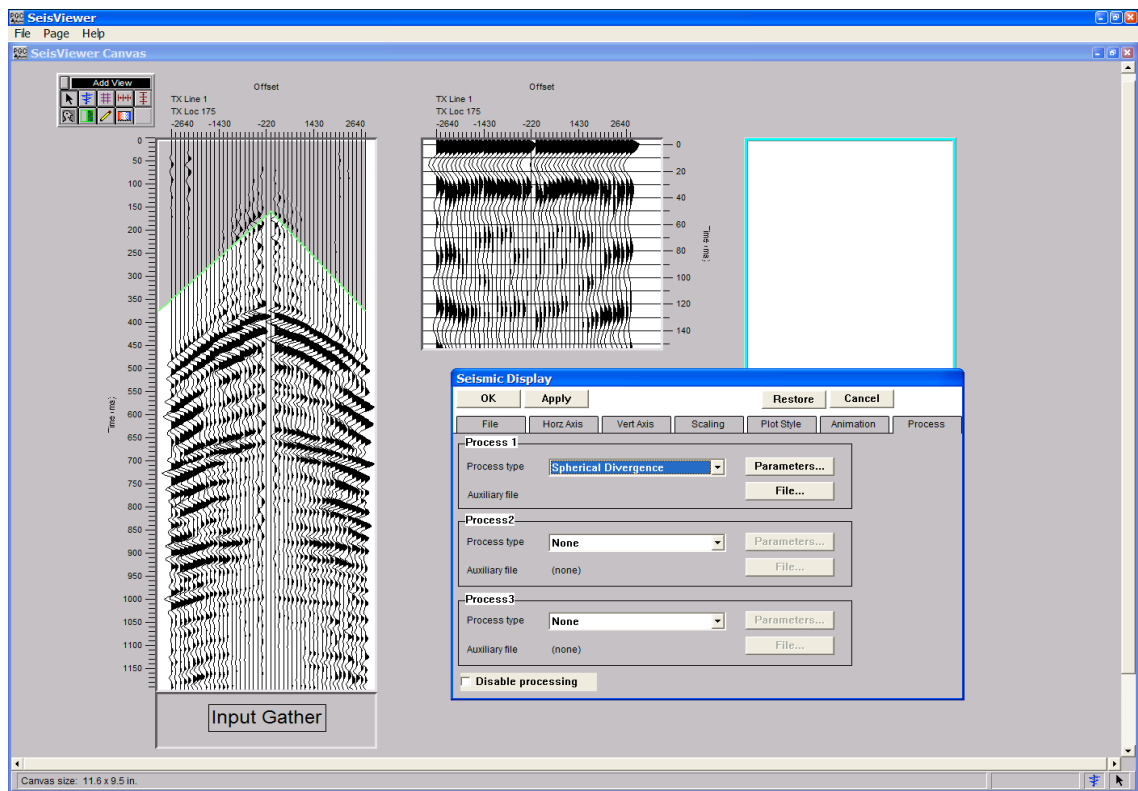 SeisViewer
File Page Help
SeisViewer Canvas
Add View
Offset
TX Line 1
TX Loc 175
-2640 -1430 -220 1430 2640
0
50
100
150
200
250
300
350
400
450
500
550
600
650
700
750
800
850
900
950
1000
1050
1100
1150
Time (ms)
Input Gather
Offset
TX Line 1
TX Loc 175
-2640 -1430 -220 1430 2640
0
20
40
60
80
100
120
140
Time (ms)
Seismic Display
OK Apply Restore Cancel
File Horz Axis Vert Axis Scaling Plot Style Animation Process
Process 1
Process type Spherical Divergence Parameters...
Auxiliary file File...
Process2
Process type None Parameters...
Auxiliary file (none) File...
Process3
Process type None Parameters...
Auxiliary file (none) File...
Disable processing
Canvas size: 11.6 x 9.5 in.